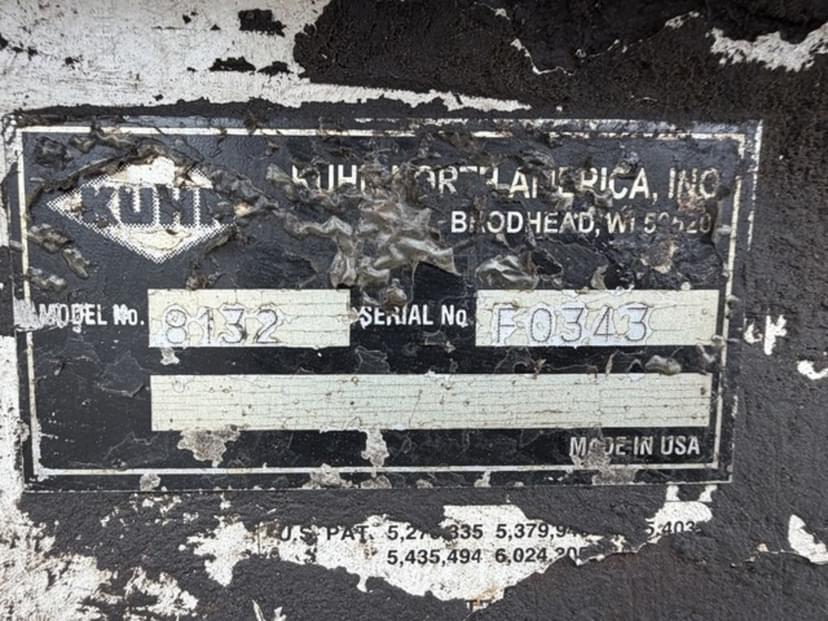 KUHN
KUHN NORTH AMERICA, INC
BRODHEAD, WI 53520
MODEL No. 8132 SERIAL No F0343
MADE IN USA
U.S. PAT.
5,435,494